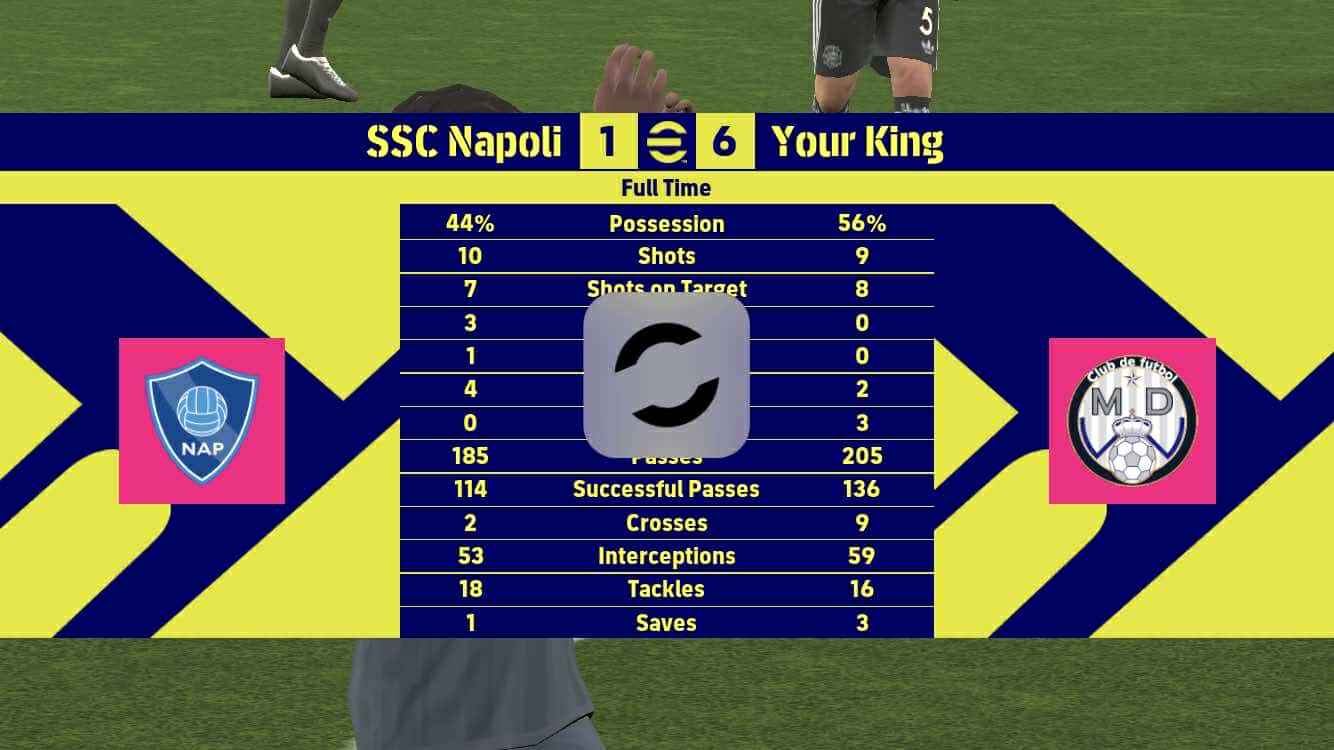 5
SSC Napoli 1 6 Your King
Full Time
44% Possession 56%
10 Shots 9
7 Shots on Target 8
3 0
1 0
4 2
0 3
185 Passes 205
114 Successful Passes 136
2 Crosses 9
53 Interceptions 59
18 Tackles 16
1 Saves 3
NAP
Club de futbol
MD